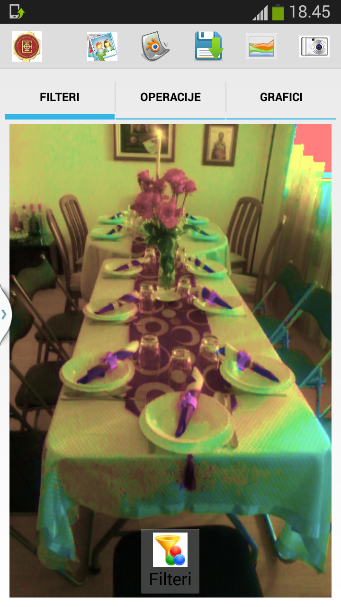 18.45
FILTERI
OPERACIJE
GRAFICI
Filteri